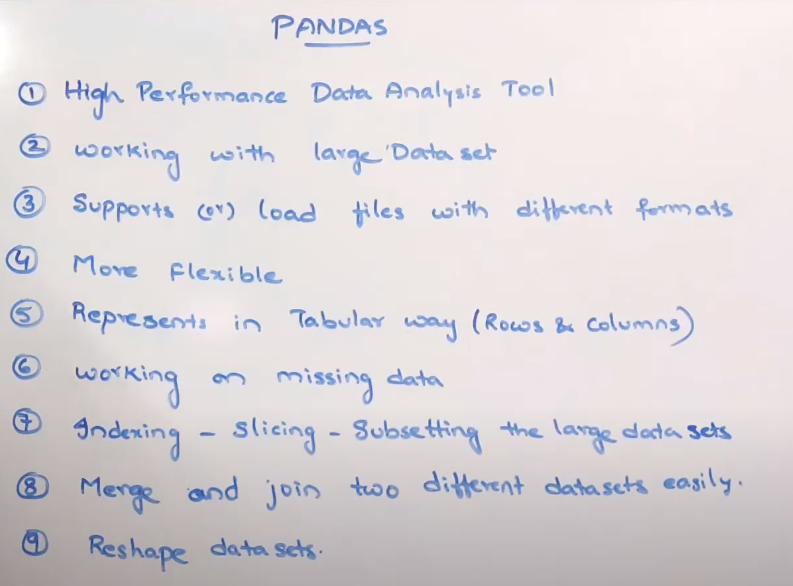 PANDAS
① High Performance Data Analysis Tool
② working with large Data set
③ Supports (or) load files with different formats
④ More flexible
⑤ Represents in Tabular way (Rows & columns)
⑥ working on missing data
⑦ Indexing - Slicing - Subsetting the large data sets
⑧ Merge and join two different datasets easily.
⑨ Reshape data sets.